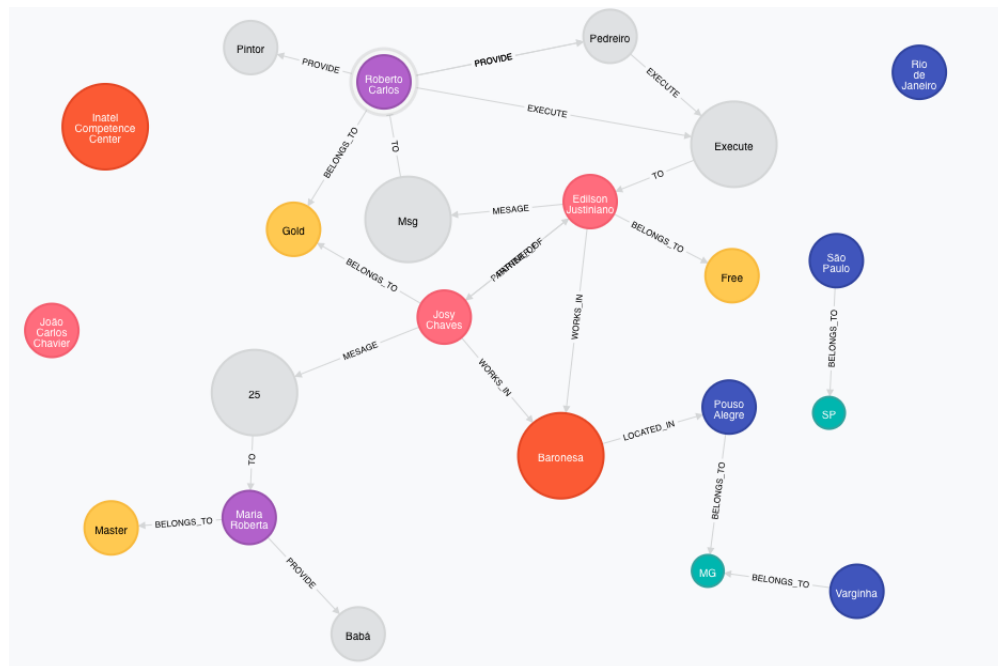 Pintor
PROVIDE
Roberto
Carlos
PROVIDE
Pedreiro
EXECUTE
Rio
de
Janeiro
Inatel
Competence
Center
EXECUTE
Execute
BELONGS_TO
TO
TO
Msg
MESAGE
Edilson
Justiniano
Gold
BELONGS_TO
Free
São
Paulo
BELONGS_TO
Josy
Chaves
WORKS_IN
BELONGS_TO
João
Carlos
Chavier
MESAGE
WORKS_IN
25
SP
Pouso
Alegre
LOCATED_IN
Baronesa
TO
BELONGS_TO
Maria
Roberta
BELONGS_TO
Master
PROVIDE
MG
BELONGS_TO
Varginha
Babá